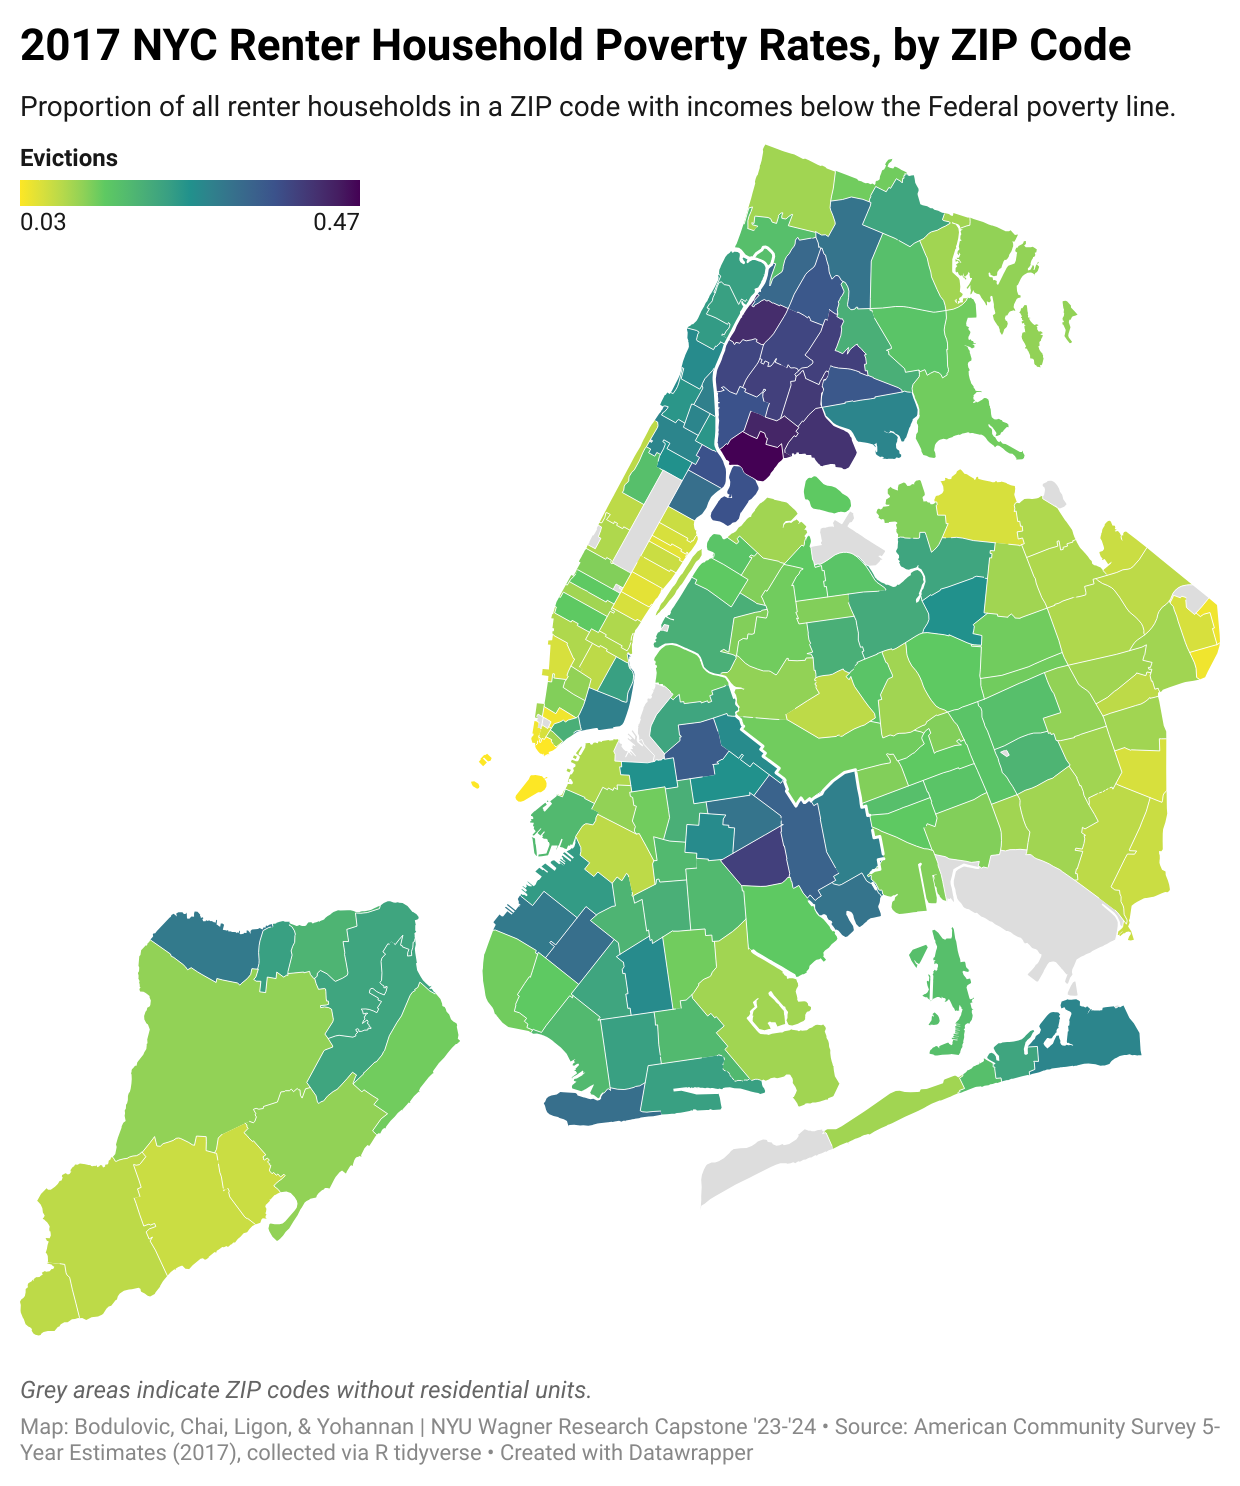 2017 NYC Renter Household Poverty Rates, by ZIP Code
Proportion of all renter households in a ZIP code with incomes below the Federal poverty line.
Evictions
0.03 0.47
Grey areas indicate ZIP codes without residential units.
Map: Bodulovic, Chai, Ligon, & Yohannan | NYU Wagner Research Capstone '23-'24 • Source: American Community Survey 5-
Year Estimates (2017), collected via R tidyverse • Created with Datawrapper